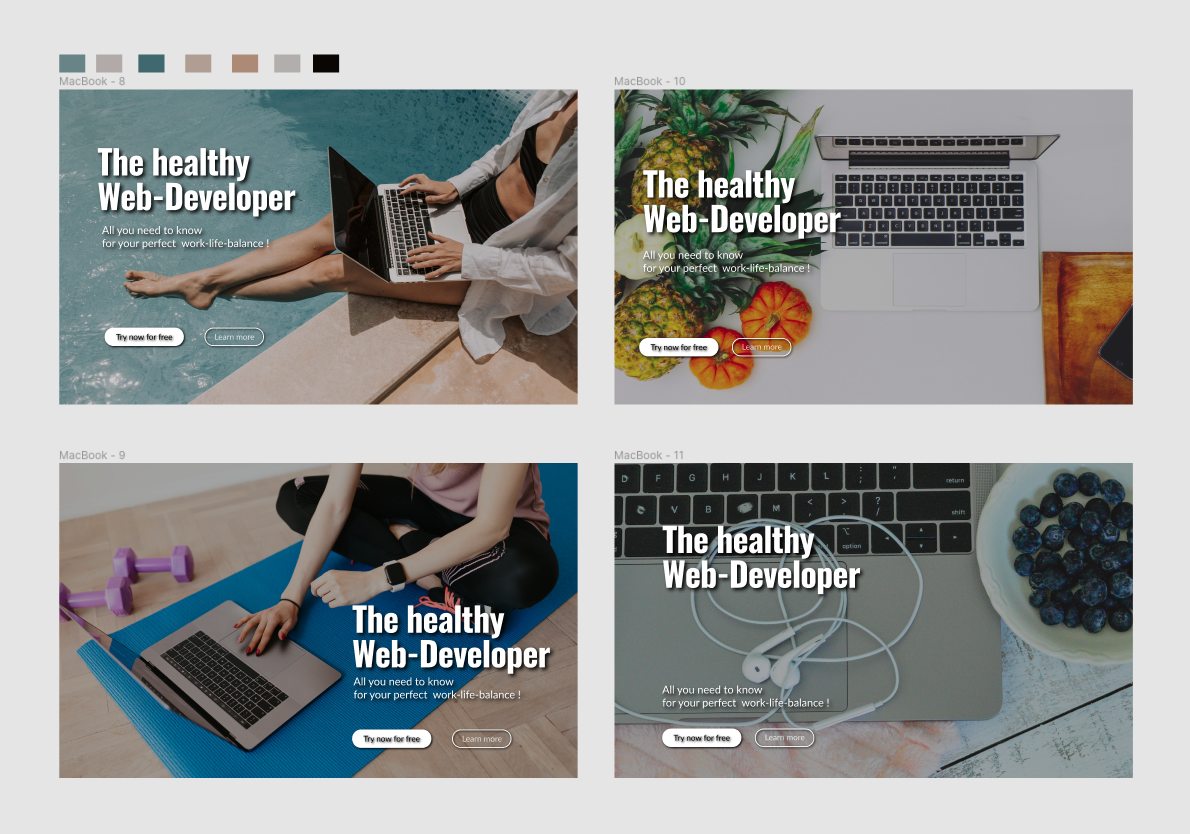 MacBook - 8
The healthy
Web-Developer
All you need to know
for your perfect  work-life-balance !
Try now for free
Learn more
MacBook - 10
The healthy
Web-Developer
All you need to know
for your perfect  work-life-balance !
Try now for free
Learn more
MacBook - 9
The healthy
Web-Developer
All you need to know
for your perfect  work-life-balance !
Try now for free
Learn more
MacBook - 11
D F G H J K L : ; " '
return
V B M < , > . ? /
shift
option
The healthy
Web-Developer
All you need to know
for your perfect  work-life-balance !
Try now for free
Learn more